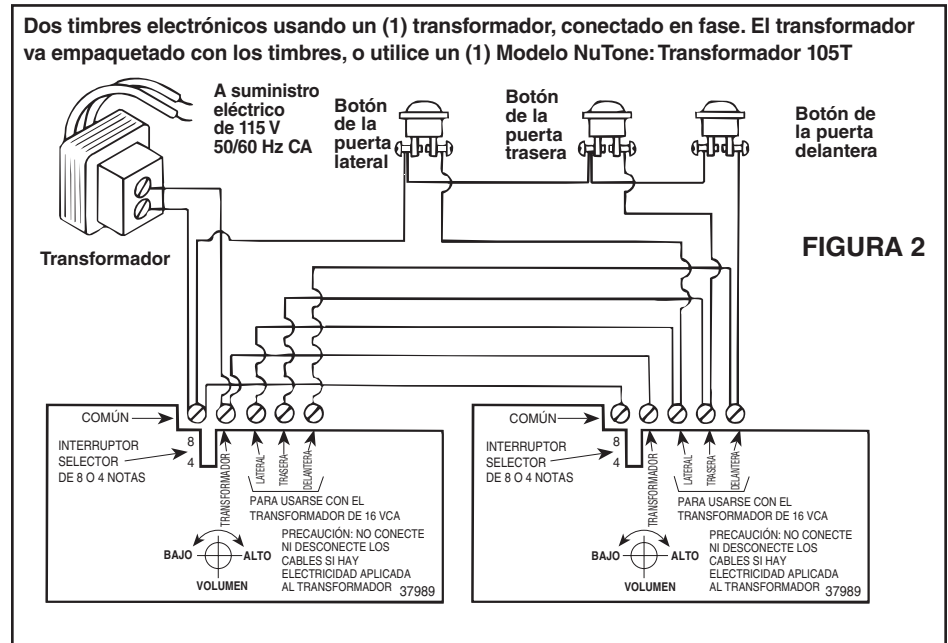 Dos timbres electrónicos usando un (1) transformador, conectado en fase. El transformador
va empaquetado con los timbres, o utilice un (1) Modelo NuTone: Transformador 105T
A suministro
eléctrico
de 115 V
50/60 Hz CA
Botón
de la
puerta
lateral
Botón
de la
puerta
trasera
Botón de
la puerta
delantera
Transformador
FIGURA 2
COMÚN
INTERRUPTOR
SELECTOR
DE 8 O 4 NOTAS
8
4
TRANSFORMADOR
LATERAL
TRASERA
DELANTERA
PARA USARSE CON EL
TRANSFORMADOR DE 16 VCA
BAJO
ALTO
VOLUMEN
PRECAUCIÓN: NO CONECTE
NI DESCONECTE LOS
CABLES SI HAY
ELECTRICIDAD APLICADA
AL TRANSFORMADOR
37989
COMÚN
INTERRUPTOR
SELECTOR
DE 8 O 4 NOTAS
8
4
TRANSFORMADOR
LATERAL
TRASERA
DELANTERA
PARA USARSE CON EL
TRANSFORMADOR DE 16 VCA
BAJO
ALTO
VOLUMEN
PRECAUCIÓN: NO CONECTE
NI DESCONECTE LOS
CABLES SI HAY
ELECTRICIDAD APLICADA
AL TRANSFORMADOR
37989